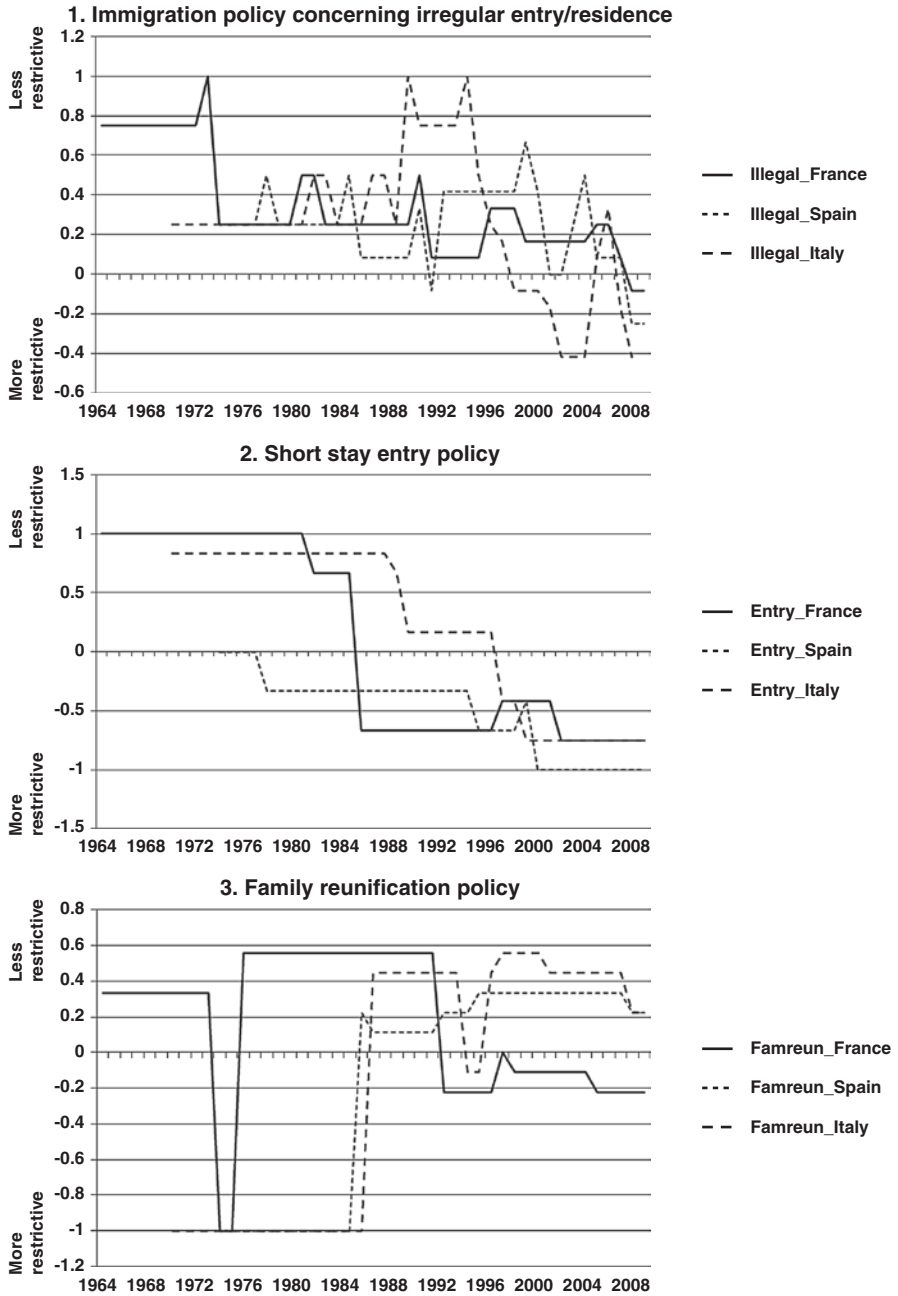 1. Immigration policy concerning irregular entry/residence
Less
restrictive
More
restrictive
1.2
1
0.8
0.6
0.4
0.2
0
-0.2
-0.4
-0.6
1964 1968 1972 1976 1980 1984 1988 1992 1996 2000 2004 2008
Illegal_France
Illegal_Spain
Illegal_Italy
2. Short stay entry policy
Less
restrictive
More
restrictive
1.5
1
0.5
0
-0.5
-1
-1.5
1964 1968 1972 1976 1980 1984 1988 1992 1996 2000 2004 2008
Entry_France
Entry_Spain
Entry_Italy
3. Family reunification policy
Less
restrictive
More
restrictive
0.8
0.6
0.4
0.2
0
-0.2
-0.4
-0.6
-0.8
-1
-1.2
1964 1968 1972 1976 1980 1984 1988 1992 1996 2000 2004 2008
Famreun_France
Famreun_Spain
Famreun_Italy